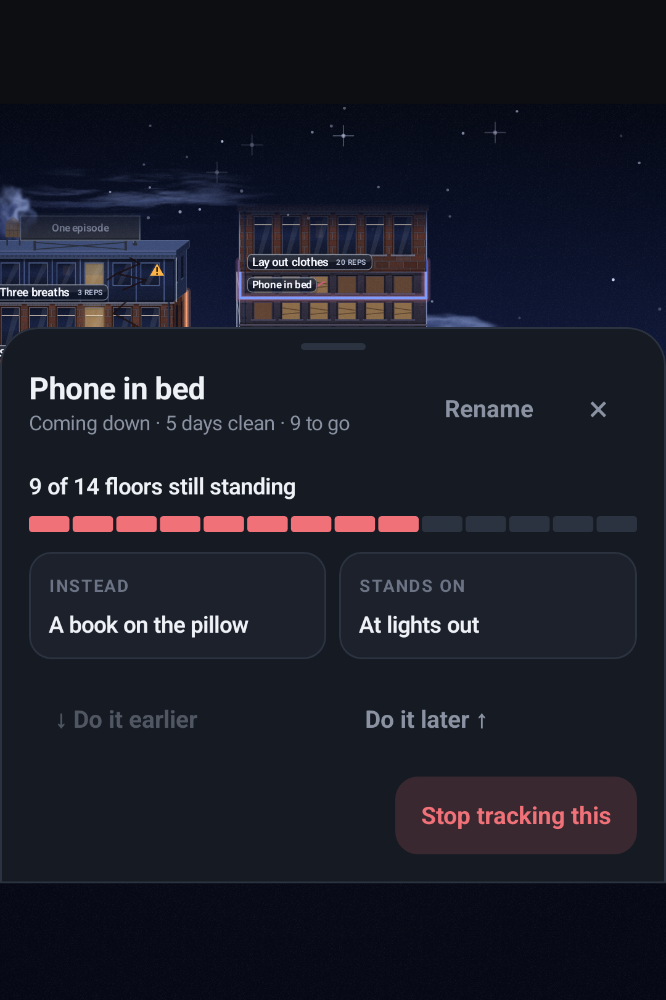 One episode
Lay out clothes 20 REPS
Phone in bed
Three breaths 3 REPS
Phone in bed
Rename ×
Coming down · 5 days clean · 9 to go
9 of 14 floors still standing
INSTEAD
A book on the pillow
STANDS ON
At lights out
↓ Do it earlier
Do it later ↑
Stop tracking this